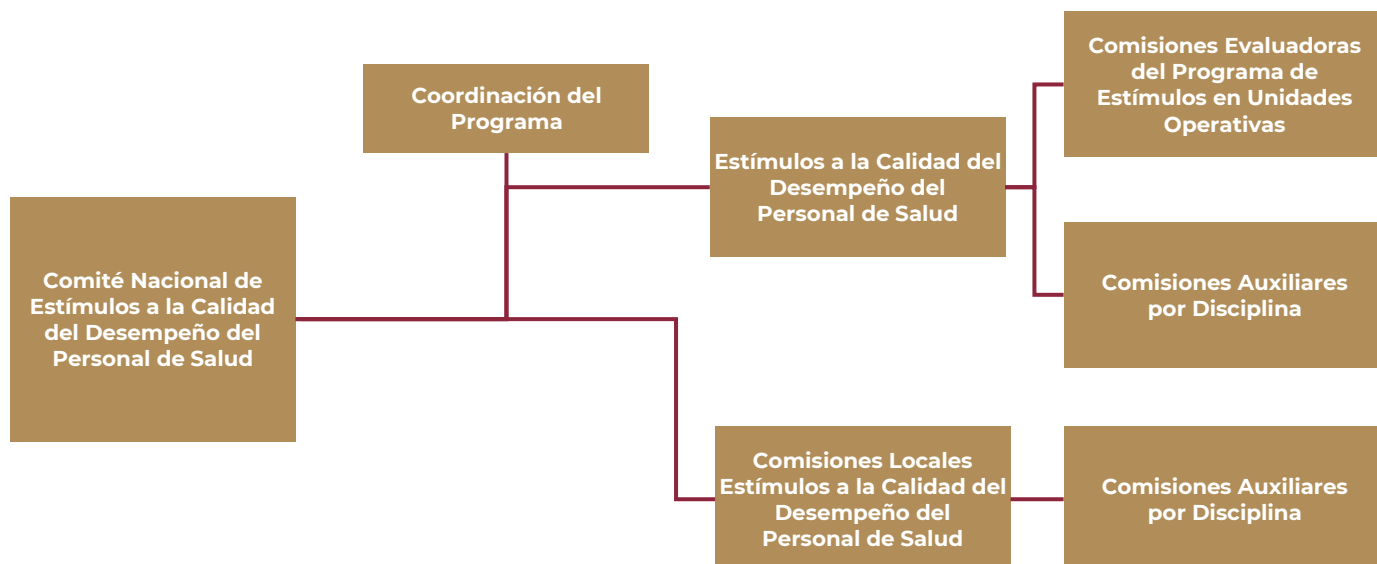 Comité Nacional de
Estímulos a la Calidad
del Desempeño del
Personal de Salud
Coordinación del
Programa
Estímulos a la Calidad del
Desempeño del
Personal de Salud
Comisiones Evaluadoras
del Programa de
Estímulos en Unidades
Operativas
Comisiones Auxiliares
por Disciplina
Comisiones Locales
Estímulos a la Calidad del
Desempeño del
Personal de Salud
Comisiones Auxiliares
por Disciplina